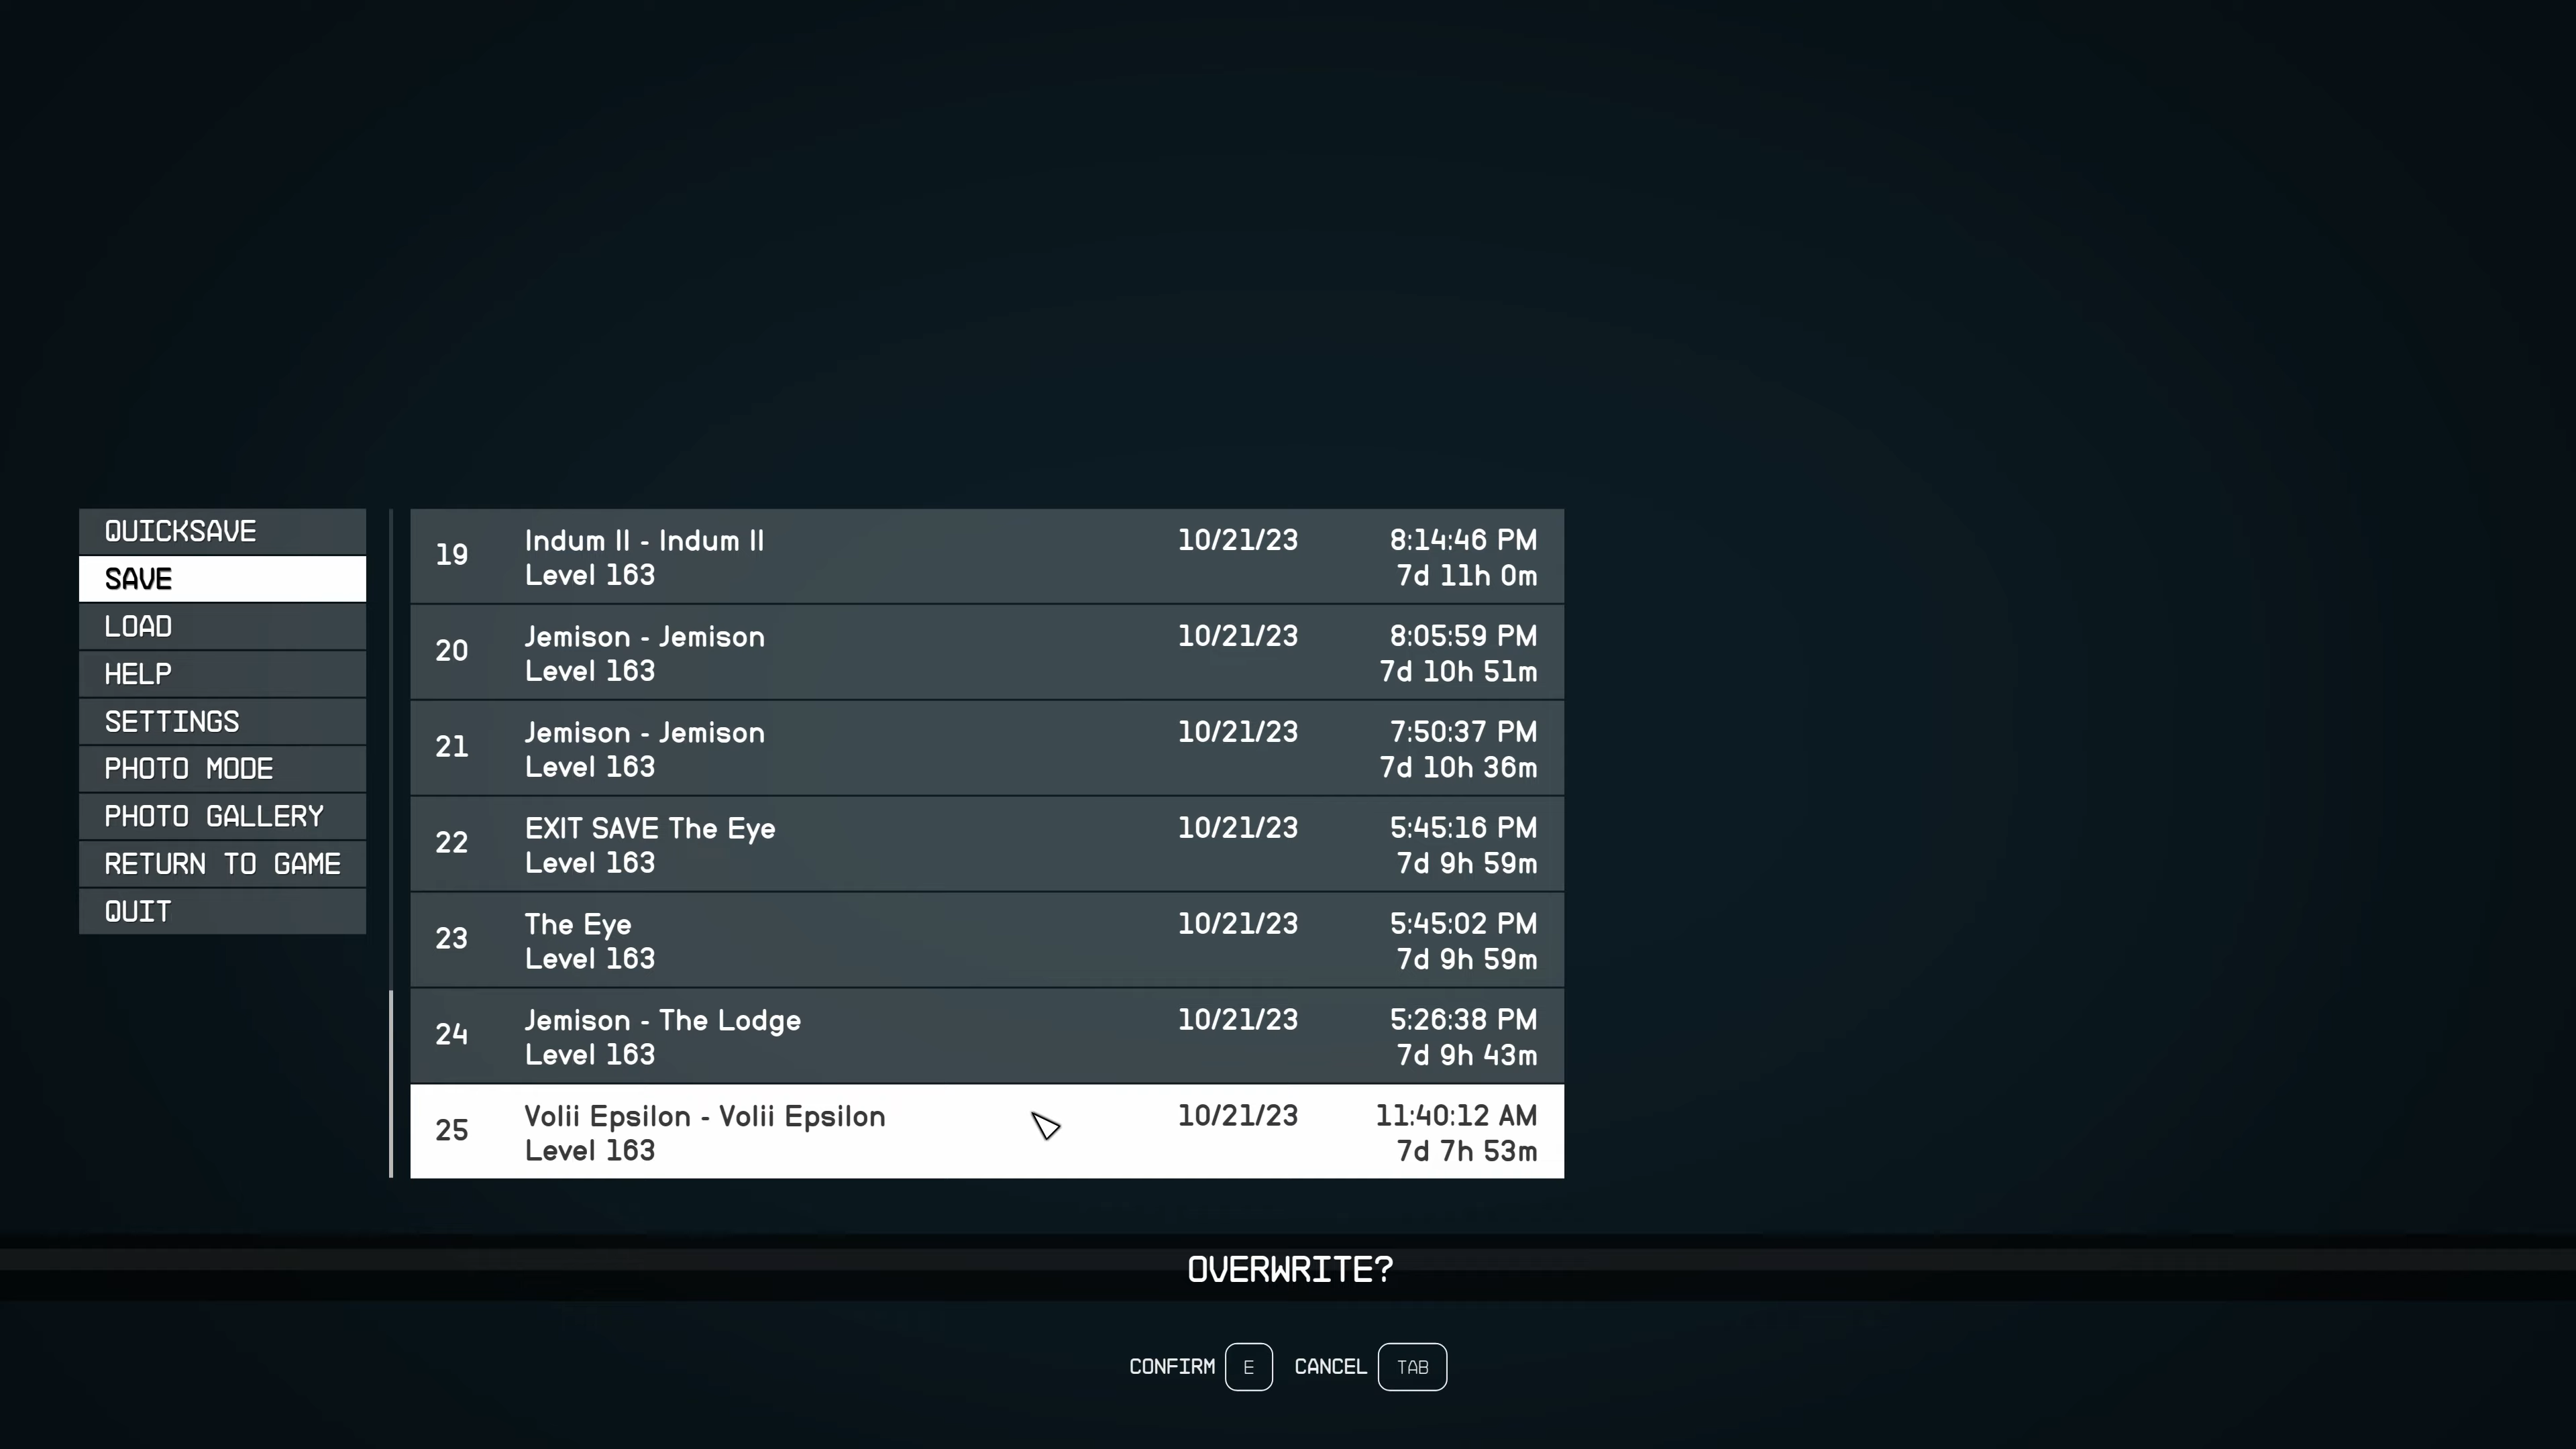 QUICKSAVE
SAVE
LOAD
HELP
SETTINGS
PHOTO MODE
PHOTO GALLERY
RETURN TO GAME
QUIT
19 Indum II - Indum II 10/21/23 8:14:46 PM
Level 163 7d 11h 0m
20 Jemison - Jemison 10/21/23 8:05:59 PM
Level 163 7d 10h 51m
21 Jemison - Jemison 10/21/23 7:50:37 PM
Level 163 7d 10h 36m
22 EXIT SAVE The Eye 10/21/23 5:45:16 PM
Level 163 7d 9h 59m
23 The Eye 10/21/23 5:45:02 PM
Level 163 7d 9h 59m
24 Jemison - The Lodge 10/21/23 5:26:38 PM
Level 163 7d 9h 43m
25 Volii Epsilon - Volii Epsilon 10/21/23 11:40:12 AM
Level 163 7d 7h 53m
OVERWRITE?
CONFIRM E CANCEL TAB